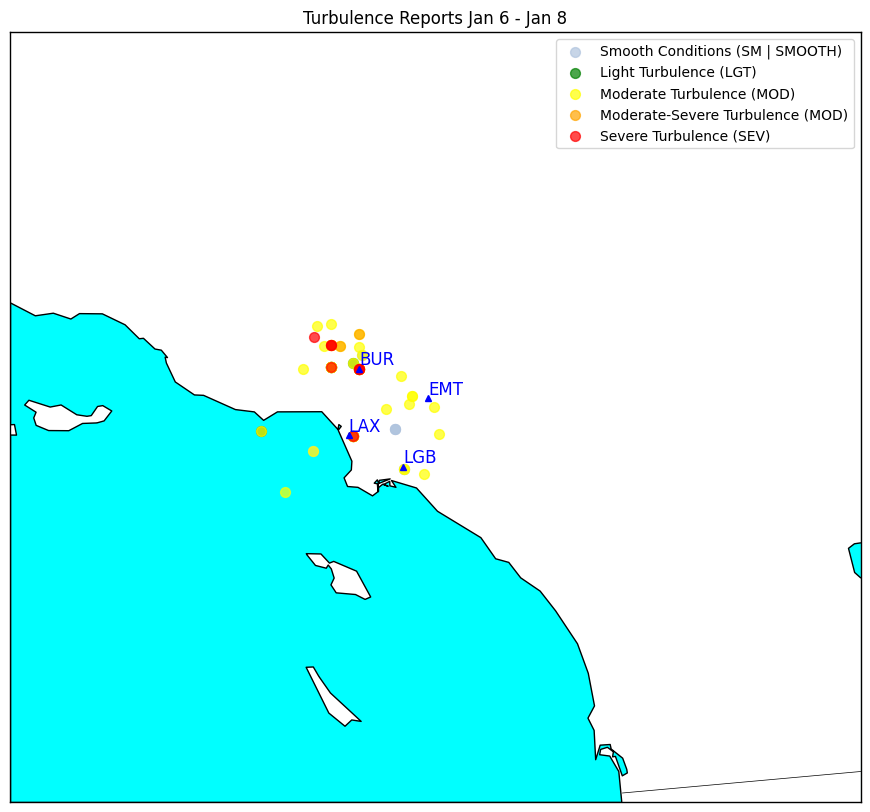 Turbulence Reports Jan 6 - Jan 8
Smooth Conditions (SM | SMOOTH)
Light Turbulence (LGT)
Moderate Turbulence (MOD)
Moderate-Severe Turbulence (MOD)
Severe Turbulence (SEV)
BUR
EMT
LAX
LGB